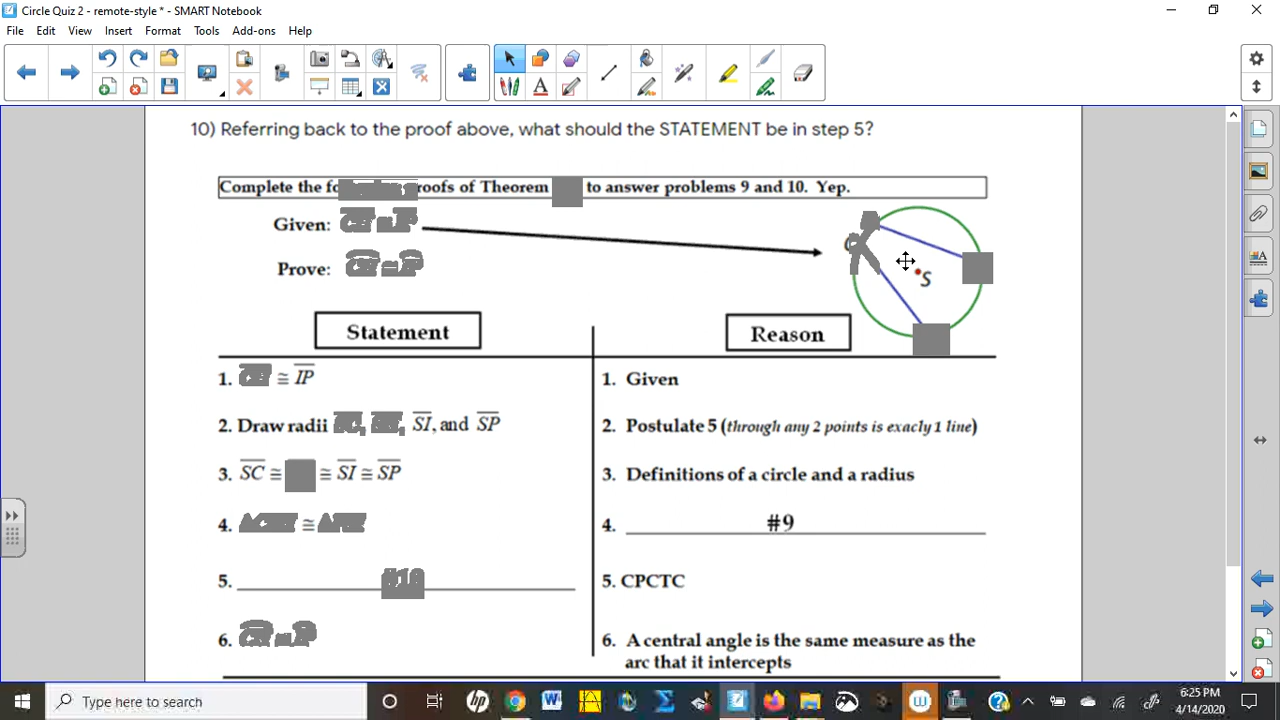 Circle Quiz 2 - remote-style * - SMART Notebook
File Edit View Insert Format Tools Add-ons Help
10) Referring back to the proof above, what should the STATEMENT be in step 5?
Complete the roofs of Theorem to answer problems 9 and 10. Yep.
Given:
Prove:
S
Statement
Reason
1. ≅ IP
1. Given
2. Draw radii SI, and SP
2. Postulate 5 (through any 2 points is exacly 1 line)
3. SC ≅ ≅ SI ≅ SP
3. Definitions of a circle and a radius
4. ≅
4. #9
5.
5. CPCTC
6.
6. A central angle is the same measure as the
arc that it intercepts
Type here to search
6:25 PM
4/14/2020